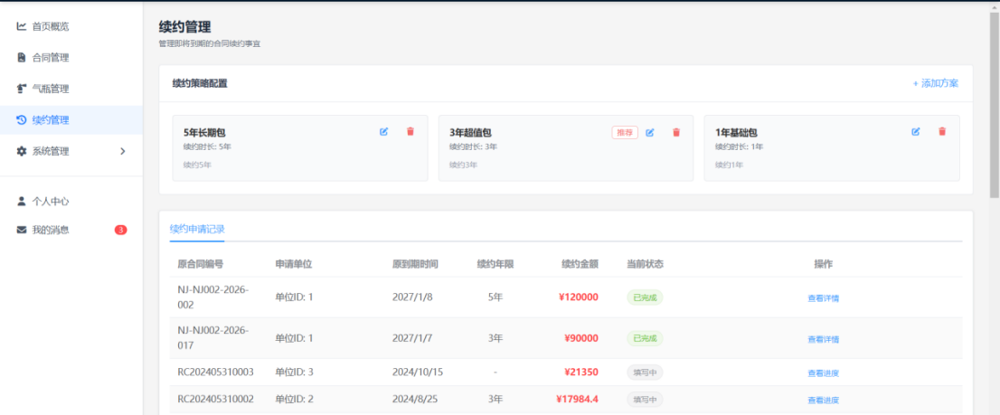 首页概览
合同管理
气瓶管理
续约管理
系统管理
个人中心
我的消息 3
续约管理
管理即将到期的合同续约事宜
续约策略配置 + 添加方案
5年长期包
续约时长: 5年
续约5年
3年超值包 推荐
续约时长: 3年
续约3年
1年基础包
续约时长: 1年
续约1年
续约申请记录
原合同编号 申请单位 原到期时间 续约年限 续约金额 当前状态 操作
NJ-NJ002-2026-
002 单位ID: 1 2027/1/8 5年 ¥120000 已完成 查看详情
NJ-NJ002-2026-
017 单位ID: 1 2027/1/7 3年 ¥90000 已完成 查看详情
RC202405310003 单位ID: 3 2024/10/15 - ¥21350 填写中 查看进度
RC202405310002 单位ID: 2 2024/8/25 3年 ¥17984.4 填写中 查看进度